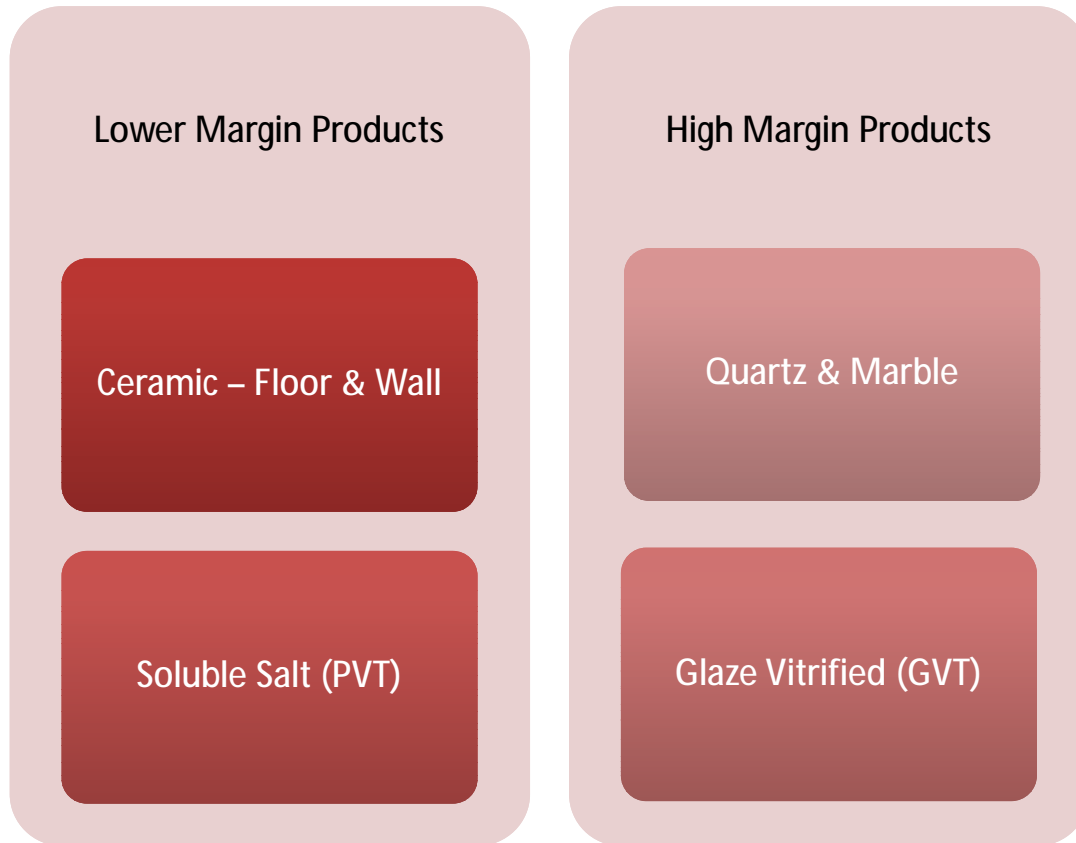 Lower Margin Products
Ceramic – Floor & Wall
Soluble Salt (PVT)
High Margin Products
Quartz & Marble
Glaze Vitrified (GVT)